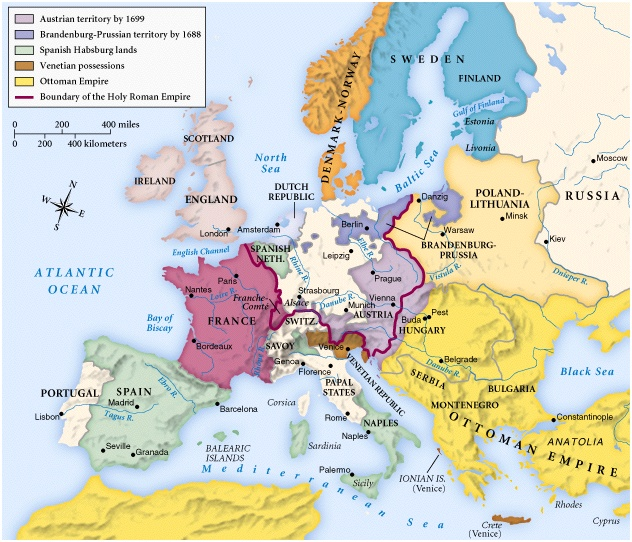 Austrian territory by 1699
Brandenburg-Prussian territory by 1688
Spanish Habsburg lands
Venetian possessions
Ottoman Empire
Boundary of the Holy Roman Empire
0 200 400 miles
0 200 400 kilometers
N
W
E
S
SWEDEN
FINLAND
DENMARK-NORWAY
Gulf of Finland
Estonia
Livonia
Baltic Sea
SCOTLAND
IRELAND
ENGLAND
London
North
Sea
DUTCH
REPUBLIC
Amsterdam
English Channel
SPANISH
NETH.
Moscow
RUSSIA
Danzig
POLAND-
LITHUANIA
Minsk
Warsaw
Kiev
BRANDENBURG-
PRUSSIA
Vistula R.
Dnieper R.
Berlin
Elbe R.
Leipzig
Rhine R.
Prague
ATLANTIC
OCEAN
Paris
Nantes
Loire R.
Franche-
Comté
Strasbourg
Alsace
Danube R.
Munich
Vienna
AUSTRIA
Bay of
Biscay
FRANCE
SWITZ.
Buda
Pest
HUNGARY
Bordeaux
Rhône R.
SAVOY
Venice
Genoa
Florence
VENETIAN REPUBLIC
Belgrade
Danube R.
SERBIA
BULGARIA
Black Sea
PORTUGAL
SPAIN
Madrid
Ebro R.
Tagus R.
Lisbon
Barcelona
Corsica
PAPAL
STATES
Rome
MONTENEGRO
Constantinople
OTTOMAN EMPIRE
ANATOLIA
Seville
Granada
BALEARIC
ISLANDS
Sardinia
NAPLES
Naples
Palermo
Sicily
IONIAN IS.
(Venice)
Mediterranean Sea
Crete
(Venice)
Rhodes
Cyprus